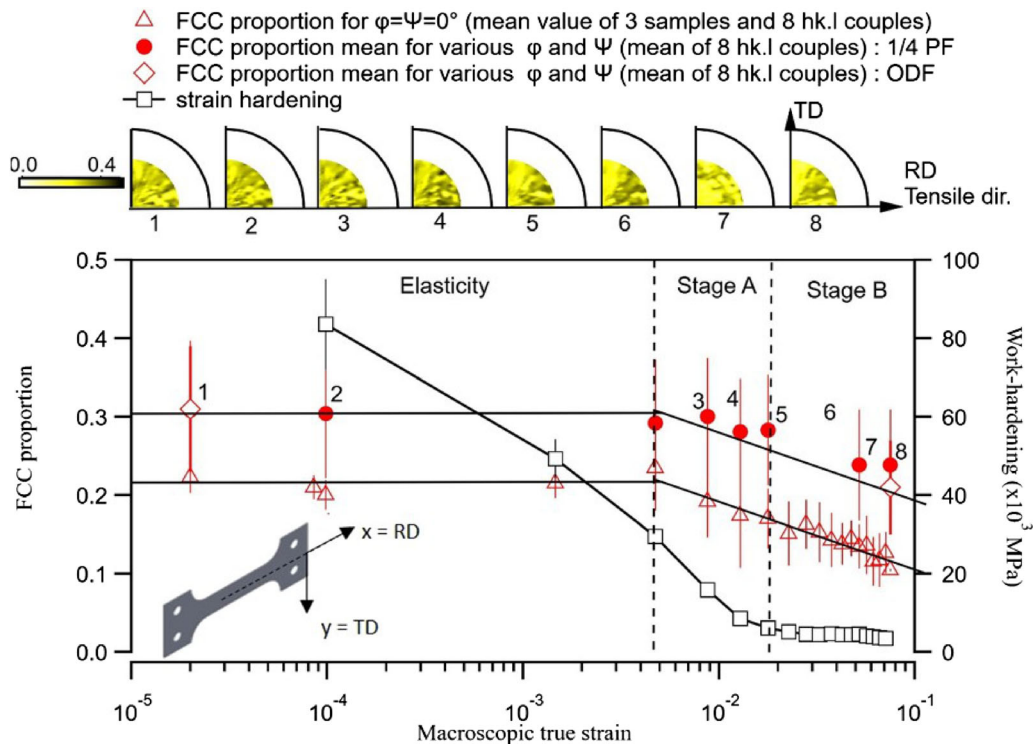 FCC proportion for φ=Ψ=0° (mean value of 3 samples and 8 hk.l couples)
FCC proportion mean for various φ and Ψ (mean of 8 hk.l couples) : 1/4 PF
FCC proportion mean for various φ and Ψ (mean of 8 hk.l couples) : ODF
strain hardening
TD
0.0 0.4
RD
Tensile dir.
1 2 3 4 5 6 7 8
0.5 100
Elasticity Stage A Stage B
0.4 80
1 2 3 4 5 6 7 8
0.3 60
FCC proportion
Work-hardening (x10³ MPa)
0.2 40
x = RD
0.1 20
y = TD
0.0 0
10⁻⁵ 10⁻⁴ 10⁻³ 10⁻² 10⁻¹
Macroscopic true strain